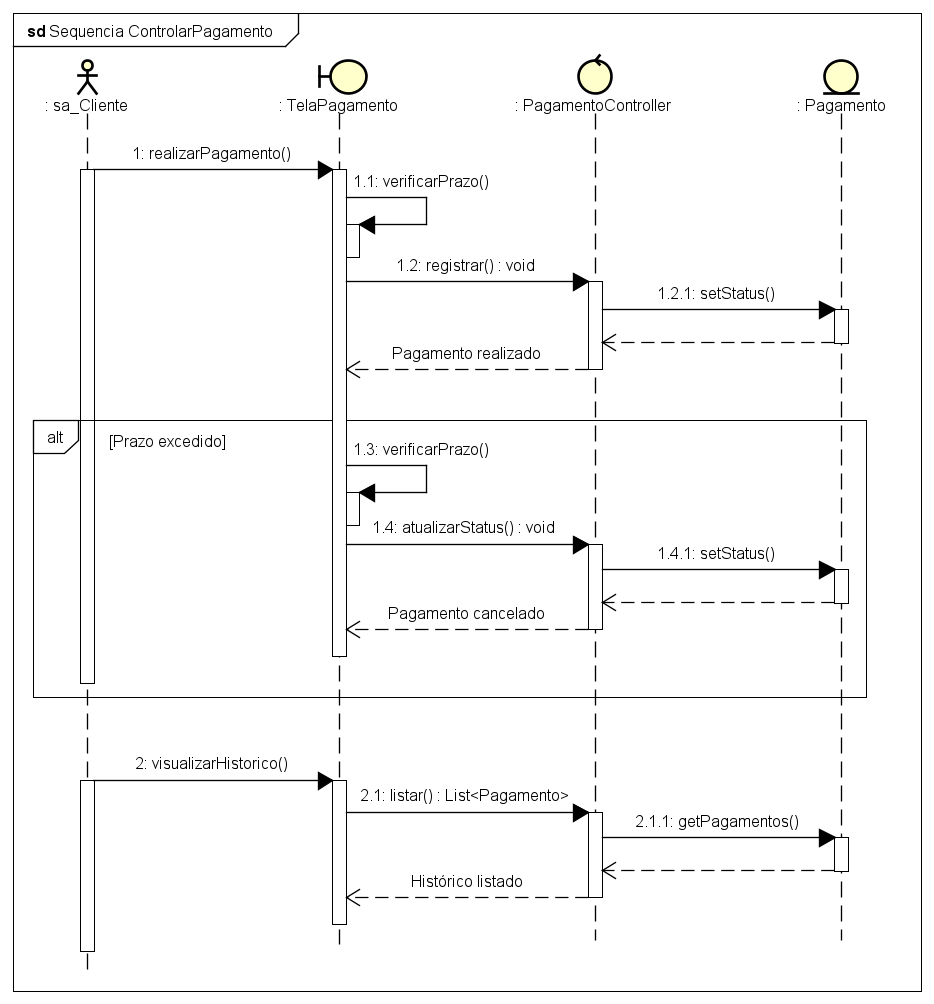 sd Sequencia ControlarPagamento
: sa_Cliente
: TelaPagamento
: PagamentoController
: Pagamento
1: realizarPagamento()
1.1: verificarPrazo()
1.2: registrar() : void
1.2.1: setStatus()
Pagamento realizado
alt
[Prazo excedido]
1.3: verificarPrazo()
1.4: atualizarStatus() : void
1.4.1: setStatus()
Pagamento cancelado
2: visualizarHistorico()
2.1: listar() : List<Pagamento>
2.1.1: getPagamentos()
Histórico listado